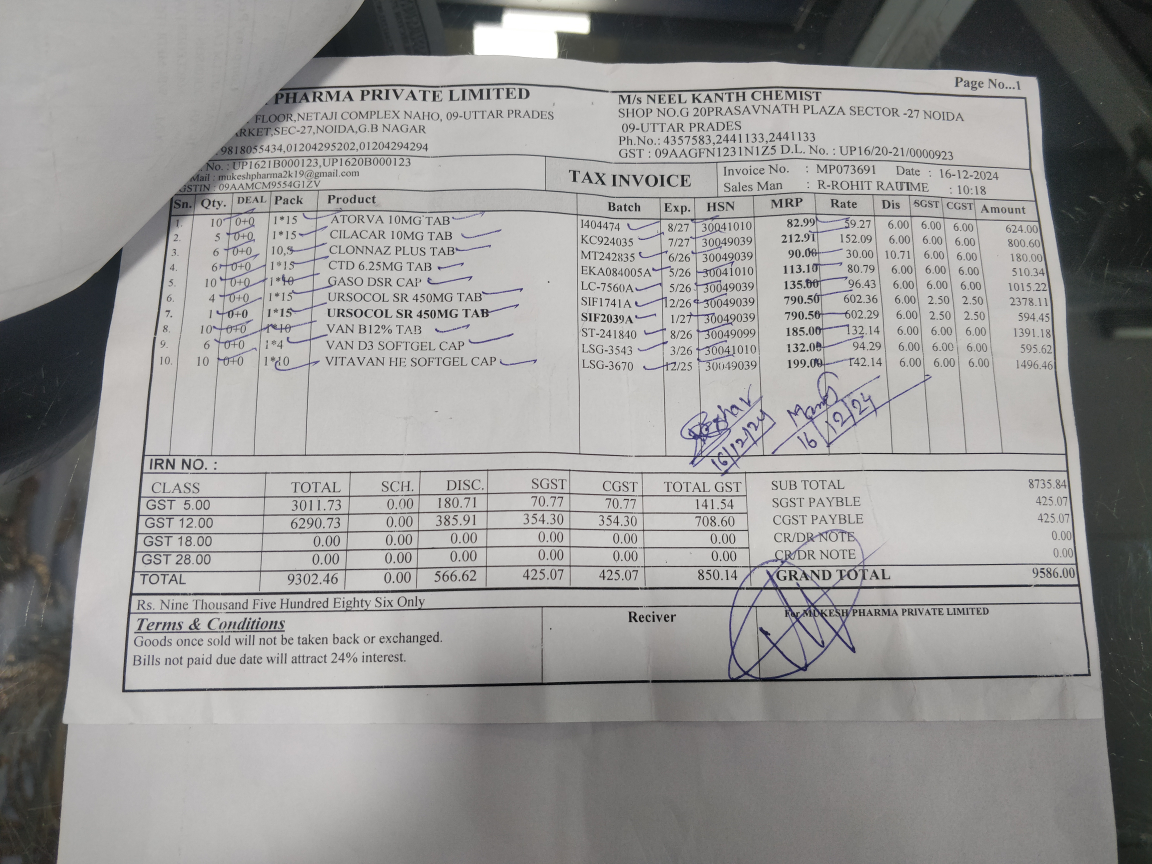 Page No...1
PHARMA PRIVATE LIMITED
FLOOR,NETAJI COMPLEX NAHO, 09-UTTAR PRADES
SEC-27,NOIDA,G.B NAGAR
9818055434,01204295202,01204294294
No. : UP1621B000123,UP1620B000123
Mail : mukeshpharma2k19@gmail.com
GSTIN : 09AAMCM9554G1ZV
M/s NEEL KANTH CHEMIST
SHOP NO.G 20PRASAVNATH PLAZA SECTOR -27 NOIDA
09-UTTAR PRADES
Ph.No.: 4357583,2441133,2441133
GST : 09AAGFN1231N1Z5 D.L. No. : UP16/20-21/0000923
TAX INVOICE
Invoice No. : MP073691 Date : 16-12-2024
Sales Man : R-ROHIT RAUTIME : 10:18
Sn. Qty. DEAL Pack Product Batch Exp. HSN MRP Rate Dis SGST CGST Amount
1. 10 0+0 1*15 ATORVA 10MG TAB I404474 8/27 30041010 82.99 59.27 6.00 6.00 6.00 624.00
2. 5 0+0 1*15 CILACAR 10MG TAB KC924035 7/27 30049039 212.91 152.09 6.00 6.00 6.00 800.60
3. 6 0+0 CLONNAZ PLUS TAB MT242835 6/26 30049039 90.00 30.00 10.71 6.00 6.00 180.00
4. 6 0+0 1*15 CTD 6.25MG TAB EKA084005A 5/26 30041010 113.10 80.79 6.00 6.00 6.00 510.34
5. 10 0+0 1*10 GASO DSR CAP LC-7560A 5/26 30049039 135.00 96.43 6.00 6.00 6.00 1015.22
6. 4 0+0 1*15 URSOCOL SR 450MG TAB SIF1741A 12/26 30049039 790.50 602.36 6.00 2.50 2.50 2378.11
7. 1 0+0 1*15 URSOCOL SR 450MG TAB SIF2039A 1/27 30049039 790.50 602.29 6.00 2.50 2.50 594.45
8. 10 0+0 1*10 VAN B12% TAB ST-241840 8/26 30049099 185.00 132.14 6.00 6.00 6.00 1391.18
9. 6 0+0 1*4 VAN D3 SOFTGEL CAP LSG-3543 3/26 30041010 132.00 94.29 6.00 6.00 6.00 595.62
10. 10 0+0 1*10 VITAVAN HE SOFTGEL CAP LSG-3670 12/25 30049039 199.00 142.14 6.00 6.00 6.00 1496.46
16/12/24
16/12/24
IRN NO. :
CLASS TOTAL SCH. DISC. SGST CGST TOTAL GST
GST 5.00 3011.73 0.00 180.71 70.77 70.77 141.54
GST 12.00 6290.73 0.00 385.91 354.30 354.30 708.60
GST 18.00 0.00 0.00 0.00 0.00 0.00 0.00
GST 28.00 0.00 0.00 0.00 0.00 0.00 0.00
TOTAL 9302.46 0.00 566.62 425.07 425.07 850.14
SUB TOTAL 8735.84
SGST PAYBLE 425.07
CGST PAYBLE 425.07
CR/DR NOTE 0.00
CR/DR NOTE 0.00
GRAND TOTAL 9586.00
Rs. Nine Thousand Five Hundred Eighty Six Only
Terms & Conditions
Goods once sold will not be taken back or exchanged.
Bills not paid due date will attract 24% interest.
Reciver
For MUKESH PHARMA PRIVATE LIMITED